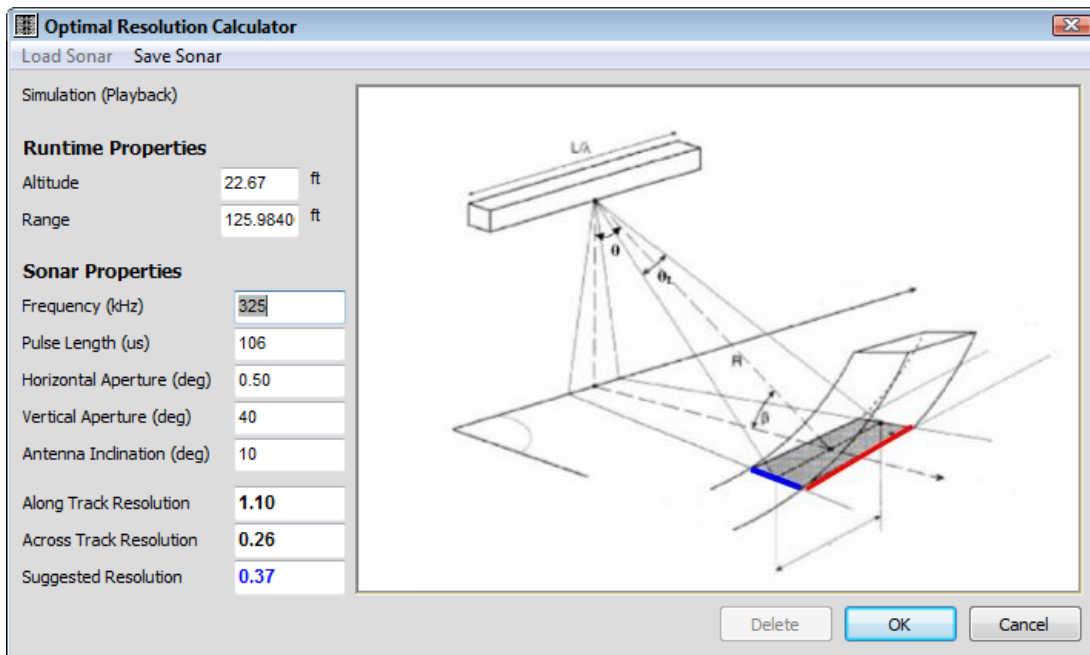 Optimal Resolution Calculator
Load Sonar Save Sonar
Simulation (Playback)
Runtime Properties
Altitude 22.67 ft
Range 125.9840 ft
Sonar Properties
Frequency (kHz) 325
Pulse Length (us) 106
Horizontal Aperture (deg) 0.50
Vertical Aperture (deg) 40
Antenna Inclination (deg) 10
Along Track Resolution 1.10
Across Track Resolution 0.26
Suggested Resolution 0.37
L/λ
θ
θL
R
β
Delete OK Cancel